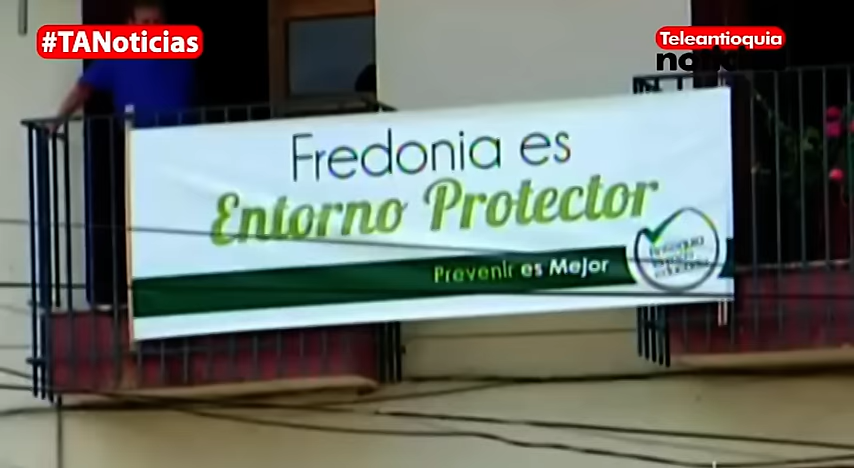 #TANoticias
Teleantioquia
Fredonia es
Entorno Protector
Prevenir es Mejor